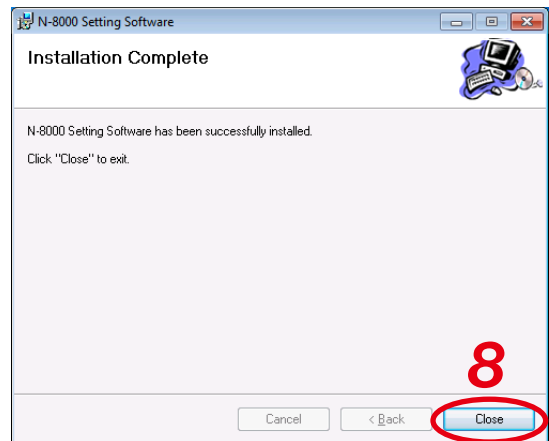 N-8000 Setting Software
Installation Complete
N-8000 Setting Software has been successfully installed.
Click "Close" to exit.
8
Cancel
< Back
Close